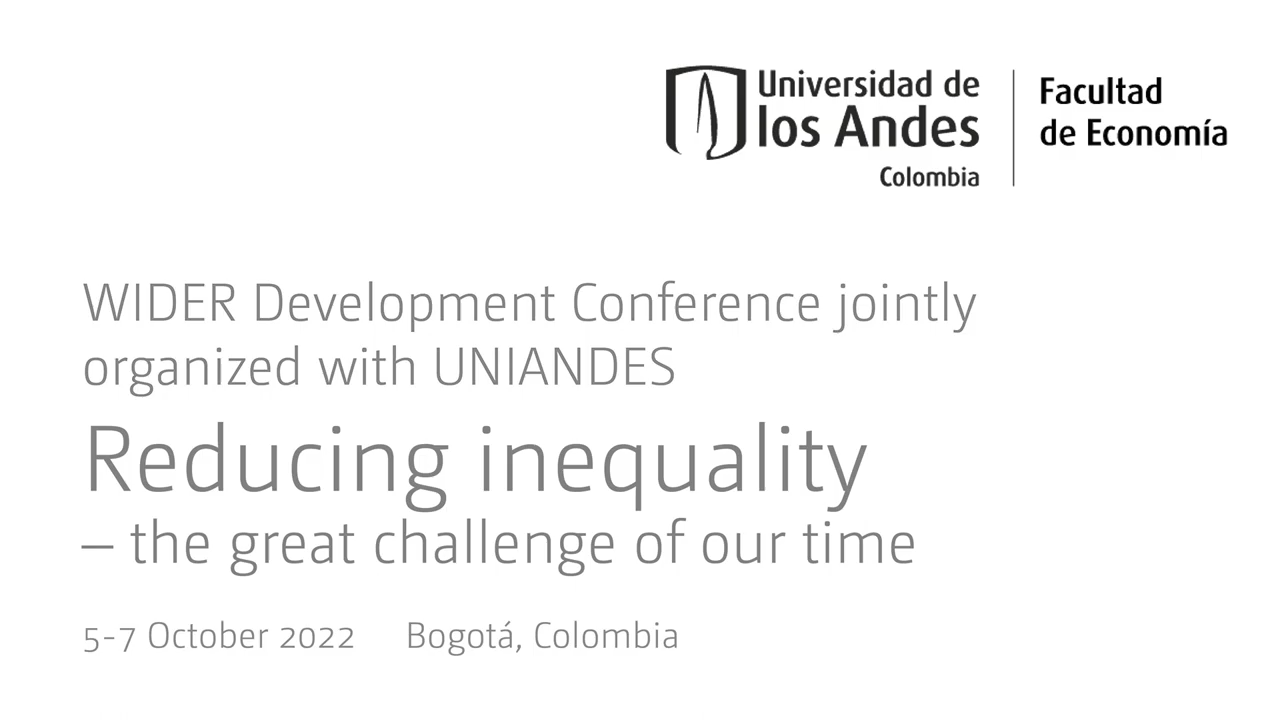 Universidad de
los Andes
Colombia
Facultad
de Economía
WIDER Development Conference jointly
organized with UNIANDES
Reducing inequality
– the great challenge of our time
5-7 October 2022 Bogotá, Colombia